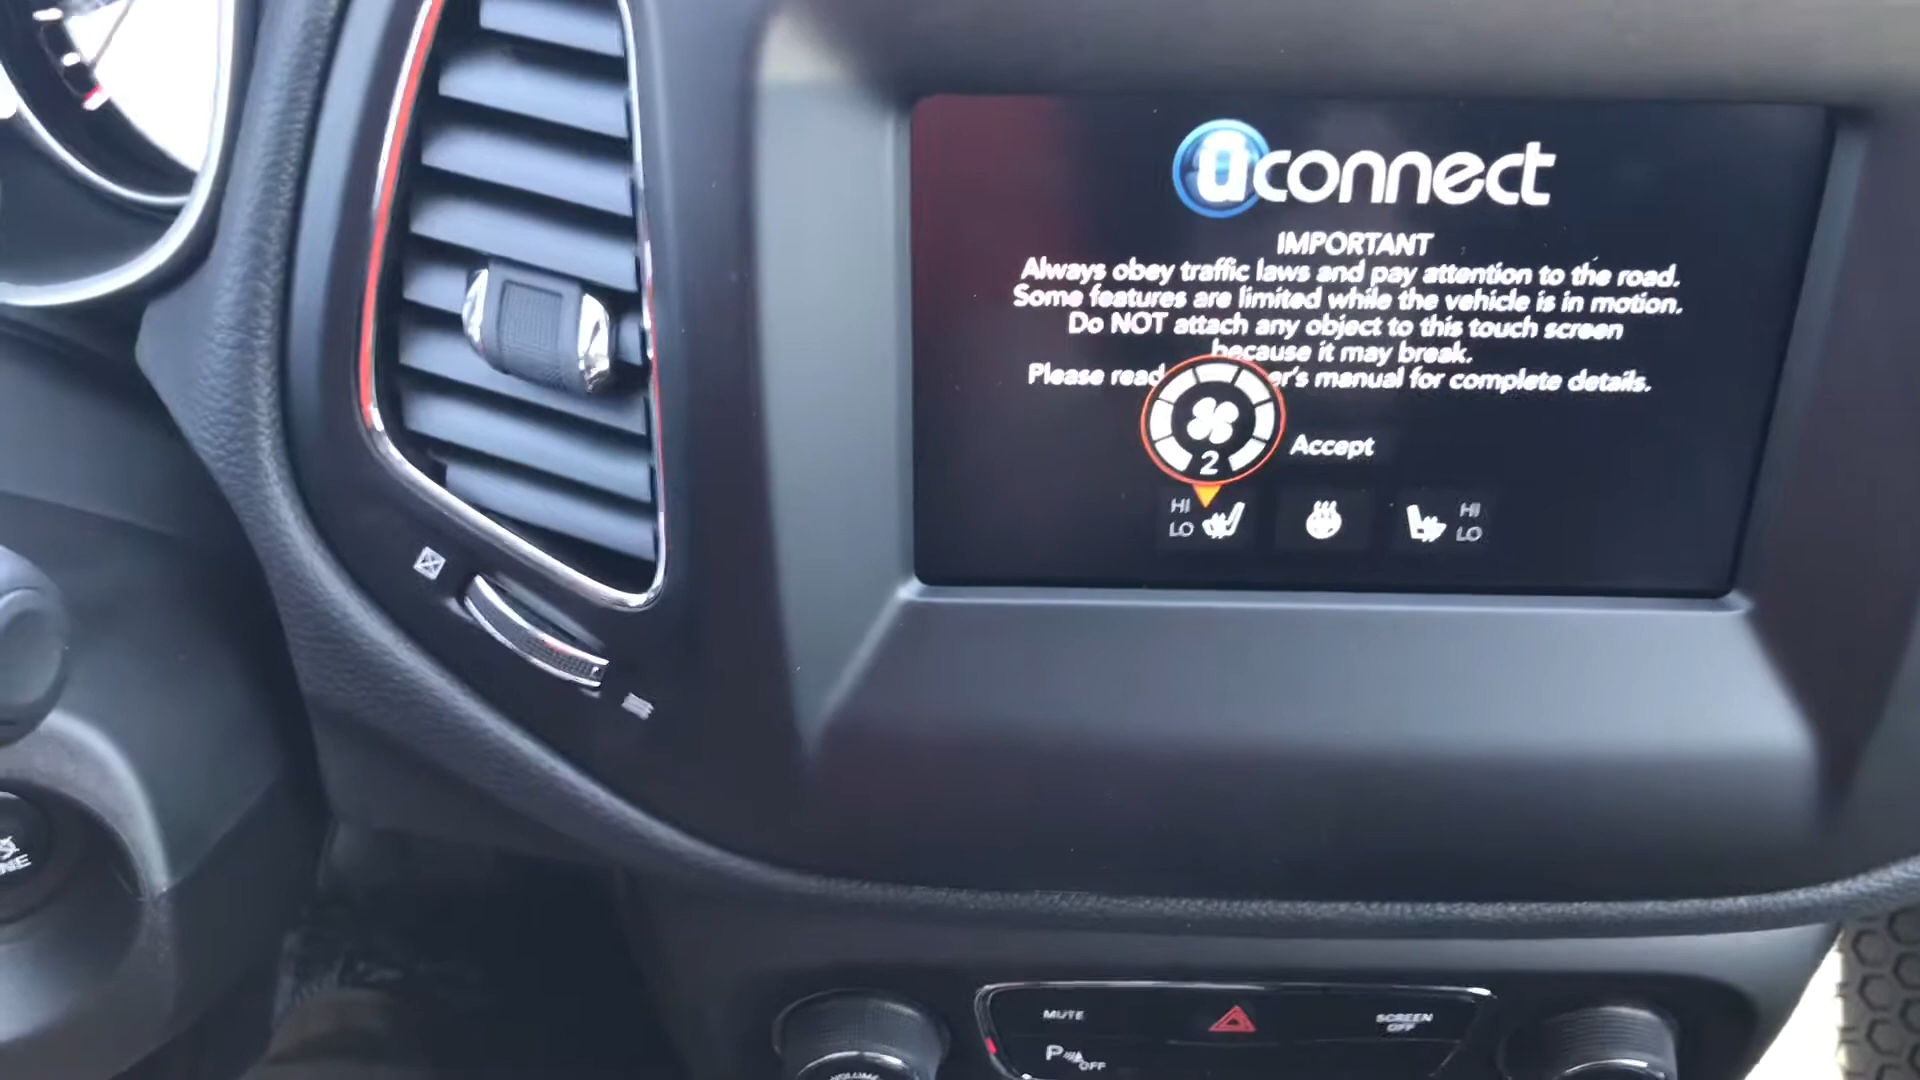 uconnect
IMPORTANT
Always obey traffic laws and pay attention to the road.
Some features are limited while the vehicle is in motion.
Do NOT attach any object to this touch screen
because it may break.
Please read er's manual for complete details.
2
Accept
HI
LO
HI
LO
MUTE
SCREEN
OFF
P OFF
VOLUME
NE